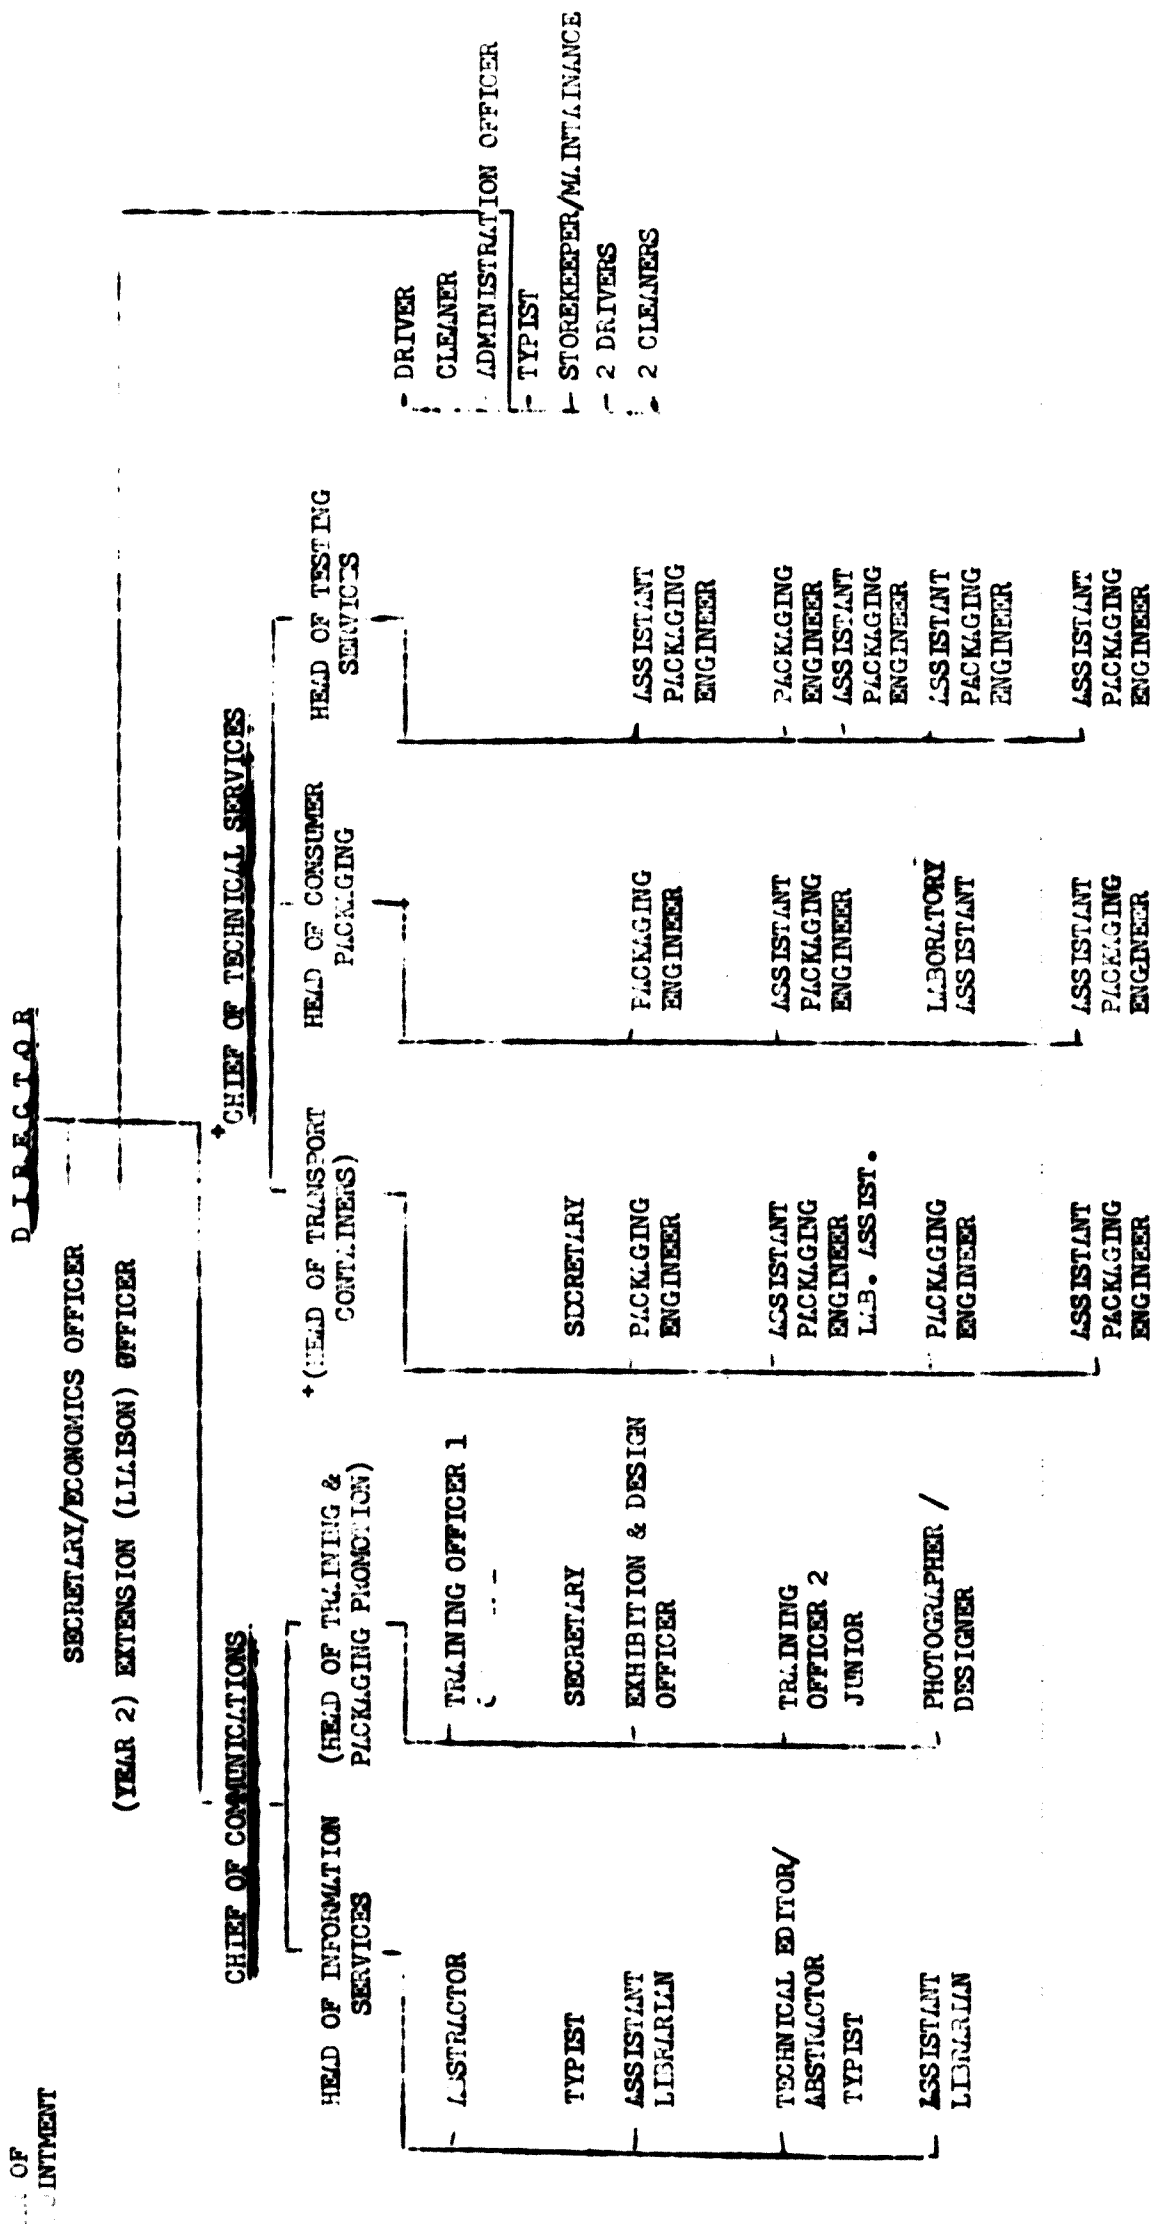 OF
INTMENT
DIRECTOR
SECRETARY/ECONOMICS OFFICER
(YEAR 2) EXTENSION (LIAISON) OFFICER
CHIEF OF COMMUNICATIONS
+CHIEF OF TECHNICAL SERVICES
HEAD OF INFORMATION
SERVICES
(HEAD OF TRAINING &
PACKAGING PROMOTION)
+(HEAD OF TRANSPORT
CONTAINERS)
HEAD OF CONSUMER
PACKAGING
HEAD OF TESTING
SERVICES
ABSTRACTOR
TYPIST
ASSISTANT
LIBRARIAN
TECHNICAL EDITOR/
ABSTRACTOR
TYPIST
ASSISTANT
LIBRARIAN
TRAINING OFFICER 1
SECRETARY
EXHIBITION & DESIGN
OFFICER
TRAINING
OFFICER 2
JUNIOR
PHOTOGRAPHER /
DESIGNER
SECRETARY
PACKAGING
ENGINEER
ASSISTANT
PACKAGING
ENGINEER
LAB. ASSIST.
PACKAGING
ENGINEER
ASSISTANT
PACKAGING
ENGINEER
PACKAGING
ENGINEER
ASSISTANT
PACKAGING
ENGINEER
LABORATORY
ASSISTANT
ASSISTANT
PACKAGING
ENGINEER
ASSISTANT
PACKAGING
ENGINEER
PACKAGING
ENGINEER
ASSISTANT
PACKAGING
ENGINEER
ASSISTANT
PACKAGING
ENGINEER
ASSISTANT
PACKAGING
ENGINEER
DRIVER
CLEANER
ADMINISTRATION OFFICER
TYPIST
STOREKEEPER/MAINTAINANCE
2 DRIVERS
2 CLEANERS